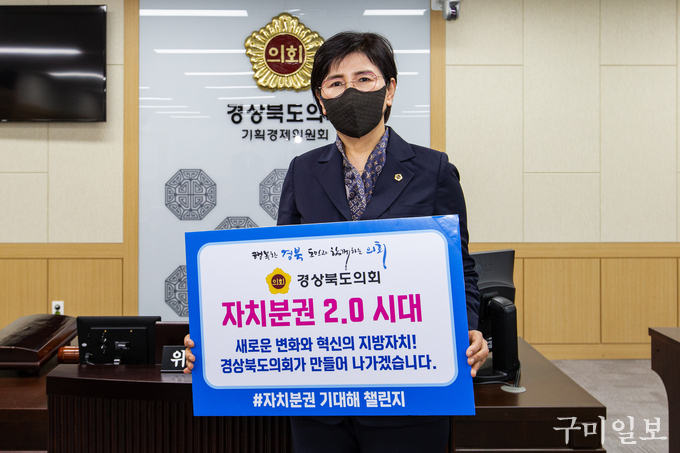 의회
경상북도의
기획경제위원회
행복한 경북 도민과 함께하는 의회
의회
경상북도의회
자치분권 2.0 시대
새로운 변화와 혁신의 지방자치!
경상북도의회가 만들어 나가겠습니다.
위
#자치분권 기대해 챌린지
구미일보